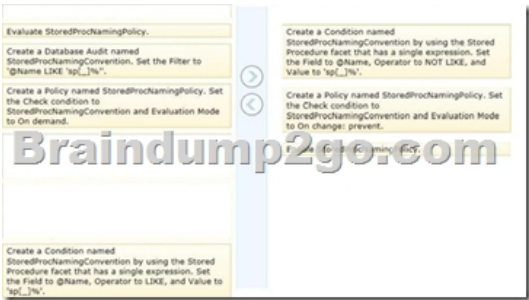 Evaluate StoredProcNamingPolicy.
Create a Database Audit named
StoredProcNamingConvention. Set the Filter to
'@Name LIKE 'sp[_]%''.
Create a Policy named StoredProcNamingPolicy. Set
the Check condition to
StoredProcNamingConvention and Evaluation Mode
to On demand.
Create a Condition named
StoredProcNamingConvention by using the Stored
Procedure facet that has a single expression. Set
the Field to @Name, Operator to LIKE, and Value to
'sp[_]%'.
Create a Condition named
StoredProcNamingConvention by using the Stored
Procedure facet that has a single expression. Set
the Field to @Name, Operator to NOT LIKE, and
Value to 'sp[_]%'.
Create a Policy named StoredProcNamingPolicy. Set
the Check condition to
StoredProcNamingConvention and Evaluation Mode
to On change: prevent.
Braindump2go.com